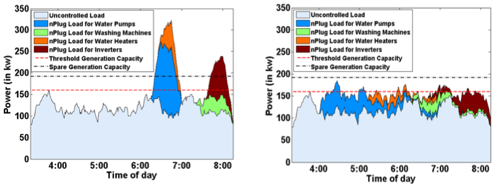 Uncontrolled Load
nPlug Load for Water Pumps
nPlug Load for Washing Machines
nPlug Load for Water Heaters
nPlug Load for Inverters
Threshold Generation Capacity
Spare Generation Capacity
Power (in kw)
350
300
250
200
150
100
50
0
4:00
5:00
6:00
7:00
8:00
Time of day
Uncontrolled Load
nPlug Load for Water Pumps
nPlug Load for Washing Machines
nPlug Load for Water Heaters
nPlug Load for Inverters
Threshold Generation Capacity
Spare Generation Capacity
Power (in kw)
350
300
250
200
150
100
50
0
4:00
5:00
6:00
7:00
8:00
Time of day